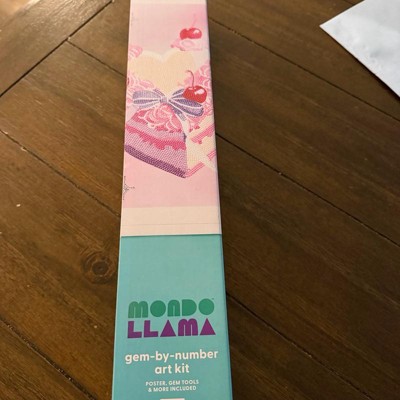 MONDO
LLAMA
gem-by-number
art kit
POSTER, GEM TOOLS
& MORE INCLUDED